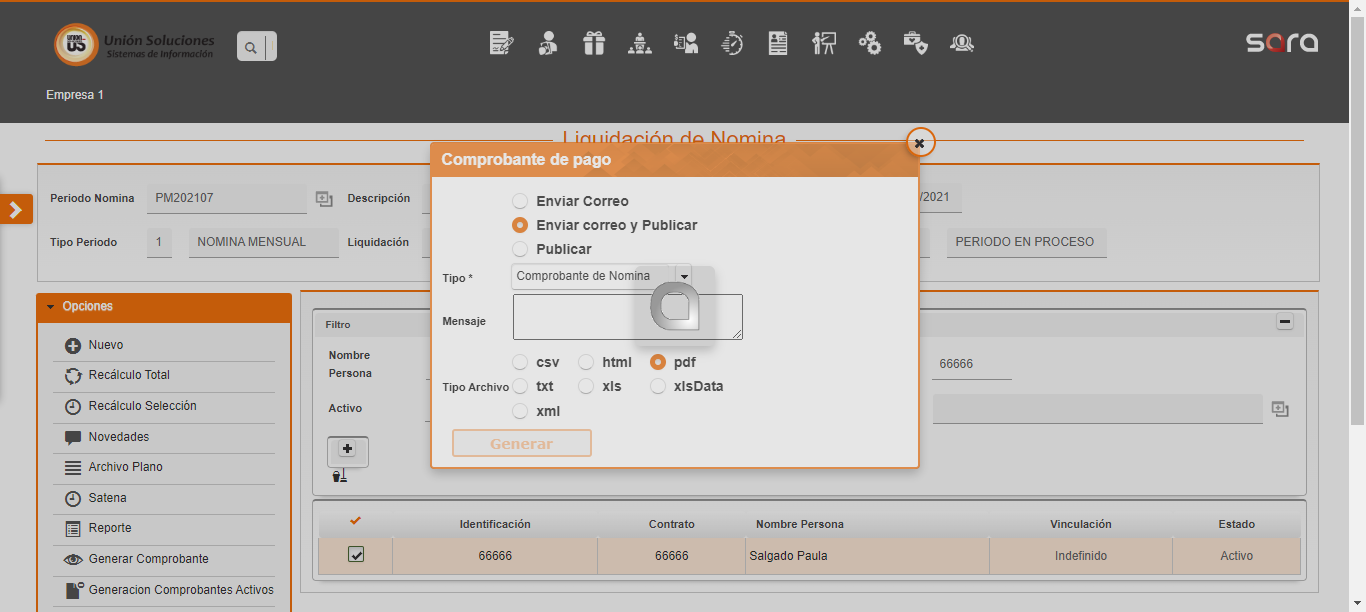 UNION
US
Unión Soluciones
Sistemas de Información
sara
Empresa 1
Liquidación de Nomina
Comprobante de pago
Periodo Nomina
PM202107
Descripción
/2021
Tipo Periodo
1
NOMINA MENSUAL
Liquidación
PERIODO EN PROCESO
Enviar Correo
Enviar correo y Publicar
Publicar
Tipo *
Comprobante de Nomina
Mensaje
Tipo Archivo
csv
html
pdf
txt
xls
xlsData
xml
Generar
Opciones
Nuevo
Recálculo Total
Recálculo Selección
Novedades
Archivo Plano
Satena
Reporte
Generar Comprobante
Generacion Comprobantes Activos
Filtro
Nombre
Persona
66666
Activo
Identificación
Contrato
Nombre Persona
Vinculación
Estado
66666
66666
Salgado Paula
Indefinido
Activo